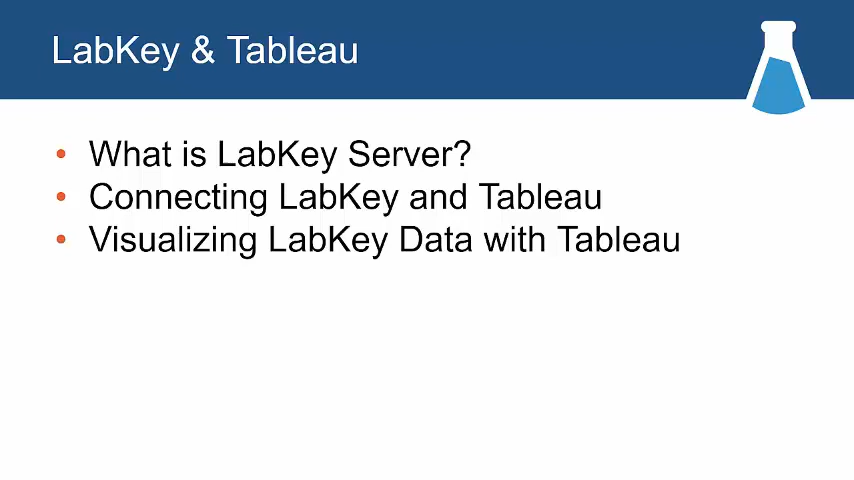 LabKey & Tableau
• What is LabKey Server?
• Connecting LabKey and Tableau
• Visualizing LabKey Data with Tableau